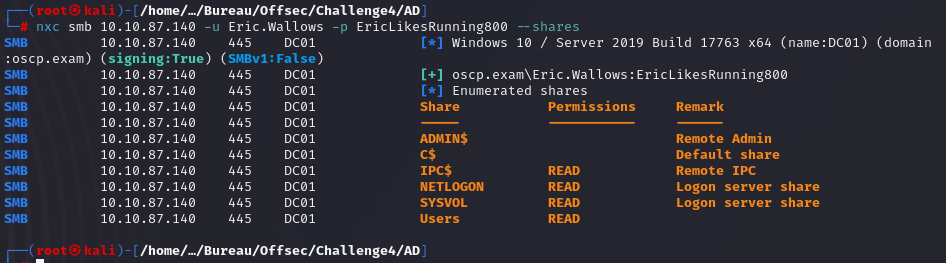 ┌──(root㉿kali)-[/home/…/Bureau/Offsec/Challenge4/AD]
└─# nxc smb 10.10.87.140 -u Eric.Wallows -p EricLikesRunning800 --shares
SMB 10.10.87.140 445 DC01 [*] Windows 10 / Server 2019 Build 17763 x64 (name:DC01) (domain
:oscp.exam) (signing:True) (SMBv1:False)
SMB 10.10.87.140 445 DC01 [+] oscp.exam\Eric.Wallows:EricLikesRunning800
SMB 10.10.87.140 445 DC01 [*] Enumerated shares
SMB 10.10.87.140 445 DC01 Share Permissions Remark
SMB 10.10.87.140 445 DC01 ----- ----------- ------
SMB 10.10.87.140 445 DC01 ADMIN$ Remote Admin
SMB 10.10.87.140 445 DC01 C$ Default share
SMB 10.10.87.140 445 DC01 IPC$ READ Remote IPC
SMB 10.10.87.140 445 DC01 NETLOGON READ Logon server share
SMB 10.10.87.140 445 DC01 SYSVOL READ Logon server share
SMB 10.10.87.140 445 DC01 Users READ
┌──(root㉿kali)-[/home/…/Bureau/Offsec/Challenge4/AD]